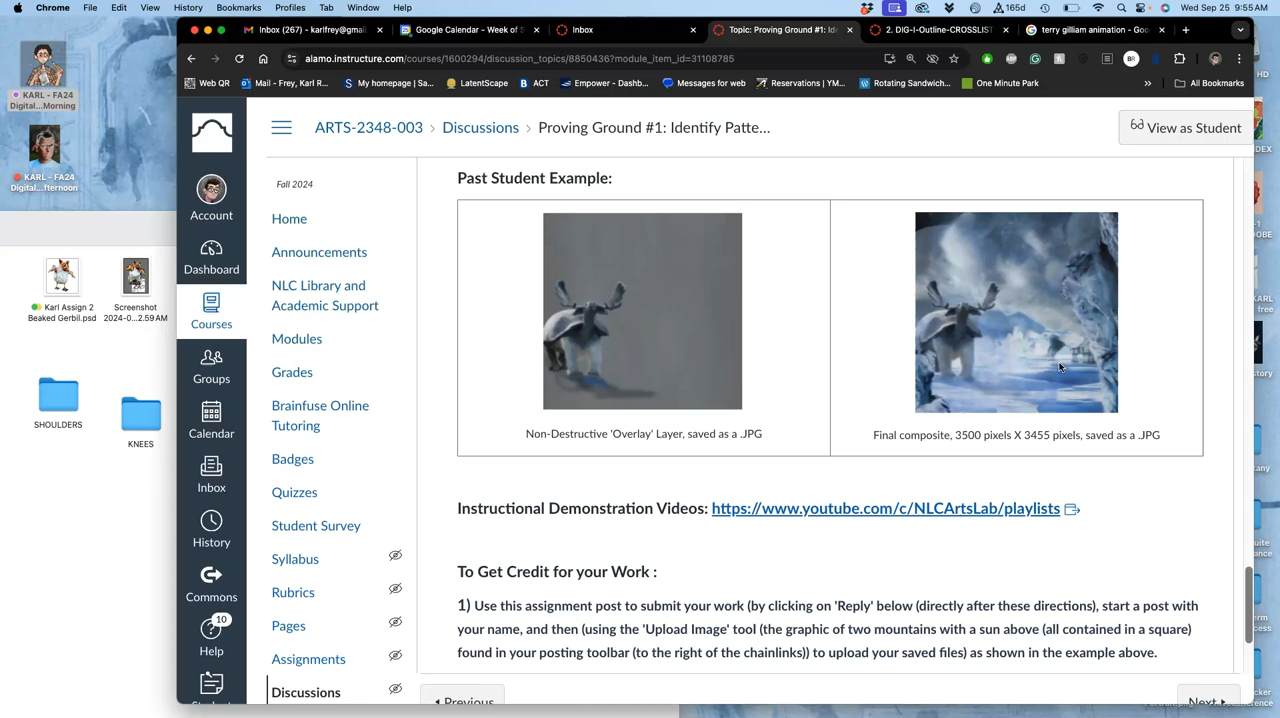 Chrome File Edit View History Bookmarks Profiles Tab Window Help 165d Wed Sep 25 9:55 AM
Inbox (267) - karlfrey@gmai Google Calendar - Week of S Inbox Topic: Proving Ground #1: Ide 2. DIG-I-Outline-CROSSLIST terry gilliam animation - Goo
alamo.instructure.com/courses/1600294/discussion_topics/8850436?module_item_id=31108785
Web QR Mail - Frey, Karl R... My homepage | Sa... LatentScape ACT Empower - Dashb... Messages for web Reservations | YM... Rotating Sandwich... One Minute Park All Bookmarks
KARL - FA24
Digital...Morning
KARL - FA24
Digital...fternoon
Karl Assign 2
Beaked Gerbil.psd
Screenshot
2024-0...2.59 AM
SHOULDERS
KNEES
Account
Dashboard
Courses
Groups
Calendar
Inbox
History
Commons
10
Help
ARTS-2348-003 › Discussions › Proving Ground #1: Identify Patte...
View as Student
Fall 2024
Home
Announcements
NLC Library and
Academic Support
Modules
Grades
Brainfuse Online
Tutoring
Badges
Quizzes
Student Survey
Syllabus
Rubrics
Pages
Assignments
Discussions
Past Student Example:
Non-Destructive 'Overlay' Layer, saved as a .JPG
Final composite, 3500 pixels X 3455 pixels, saved as a .JPG
Instructional Demonstration Videos: https://www.youtube.com/c/NLCArtsLab/playlists
To Get Credit for your Work :
1) Use this assignment post to submit your work (by clicking on 'Reply' below (directly after these directions), start a post with
your name, and then (using the 'Upload Image' tool (the graphic of two mountains with a sun above (all contained in a square)
found in your posting toolbar (to the right of the chainlinks)) to upload your saved files) as shown in the example above.
Previous
Next